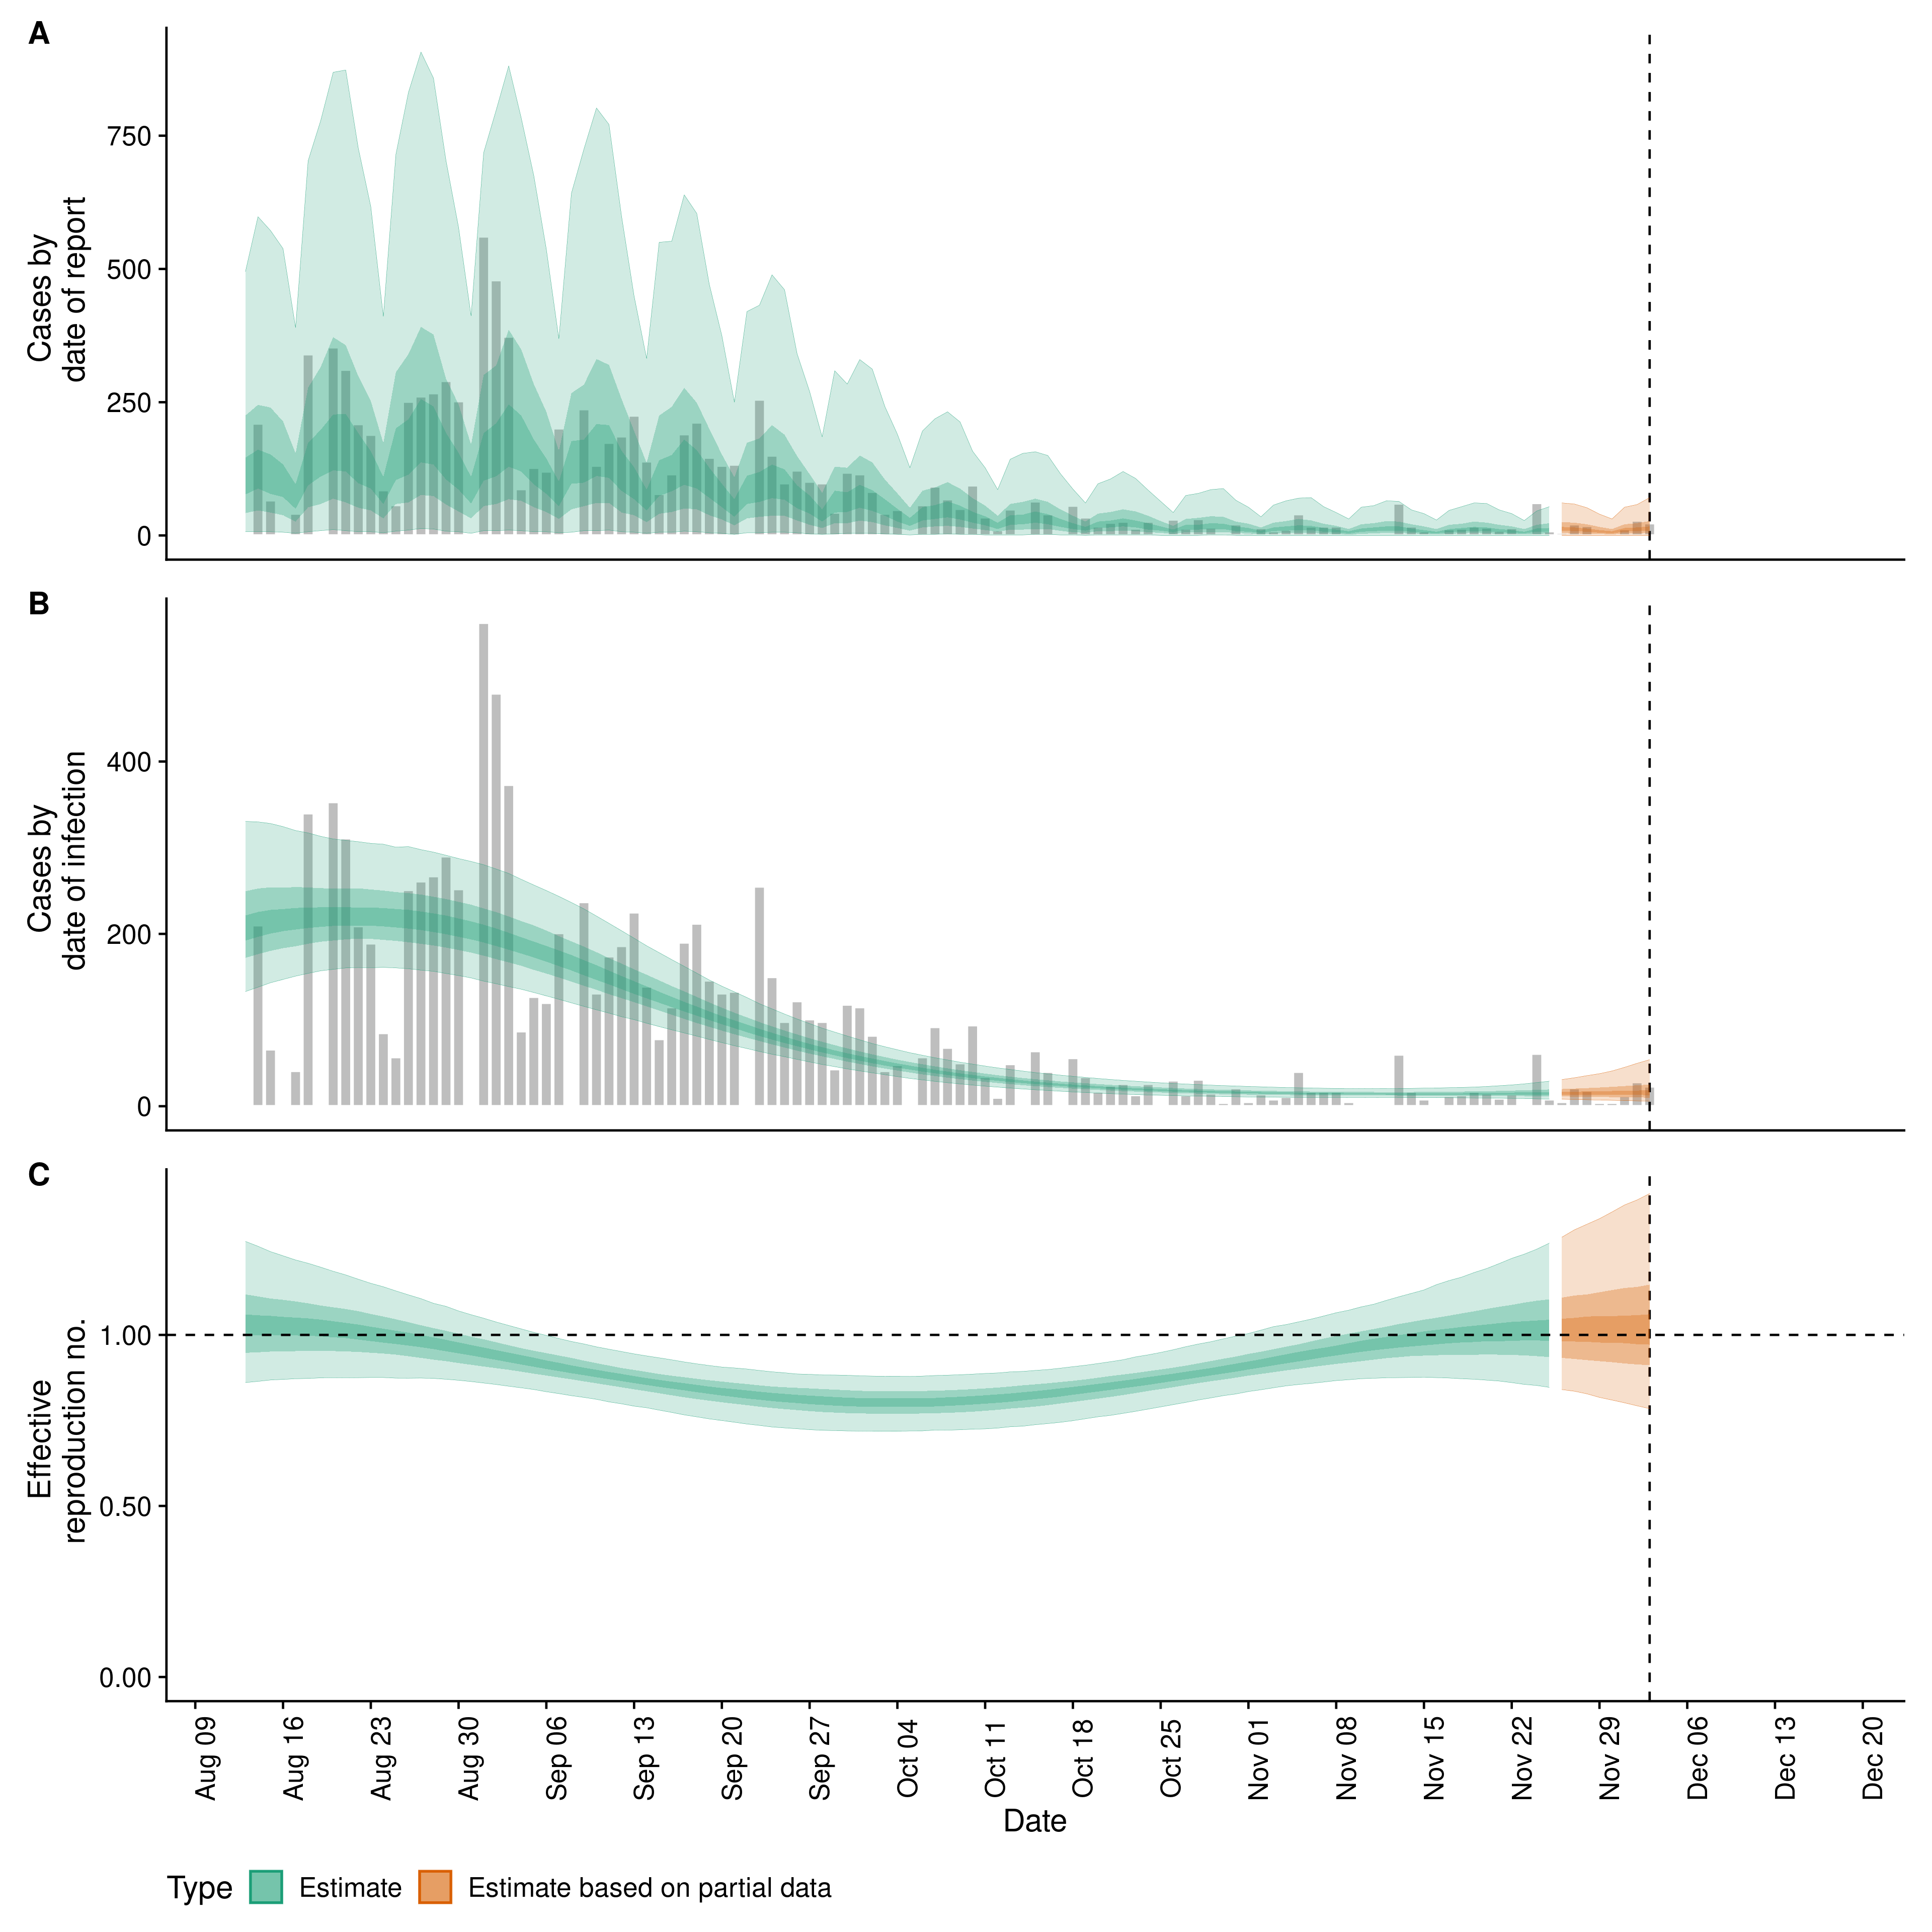 A
750
500
250
0
Cases by
date of report
B
400
200
0
Cases by
date of infection
C
1.00
0.50
0.00
Effective
reproduction no.
Aug 09
Aug 16
Aug 23
Aug 30
Sep 06
Sep 13
Sep 20
Sep 27
Oct 04
Oct 11
Oct 18
Oct 25
Nov 01
Nov 08
Nov 15
Nov 22
Nov 29
Dec 06
Dec 13
Dec 20
Date
Type Estimate Estimate based on partial data